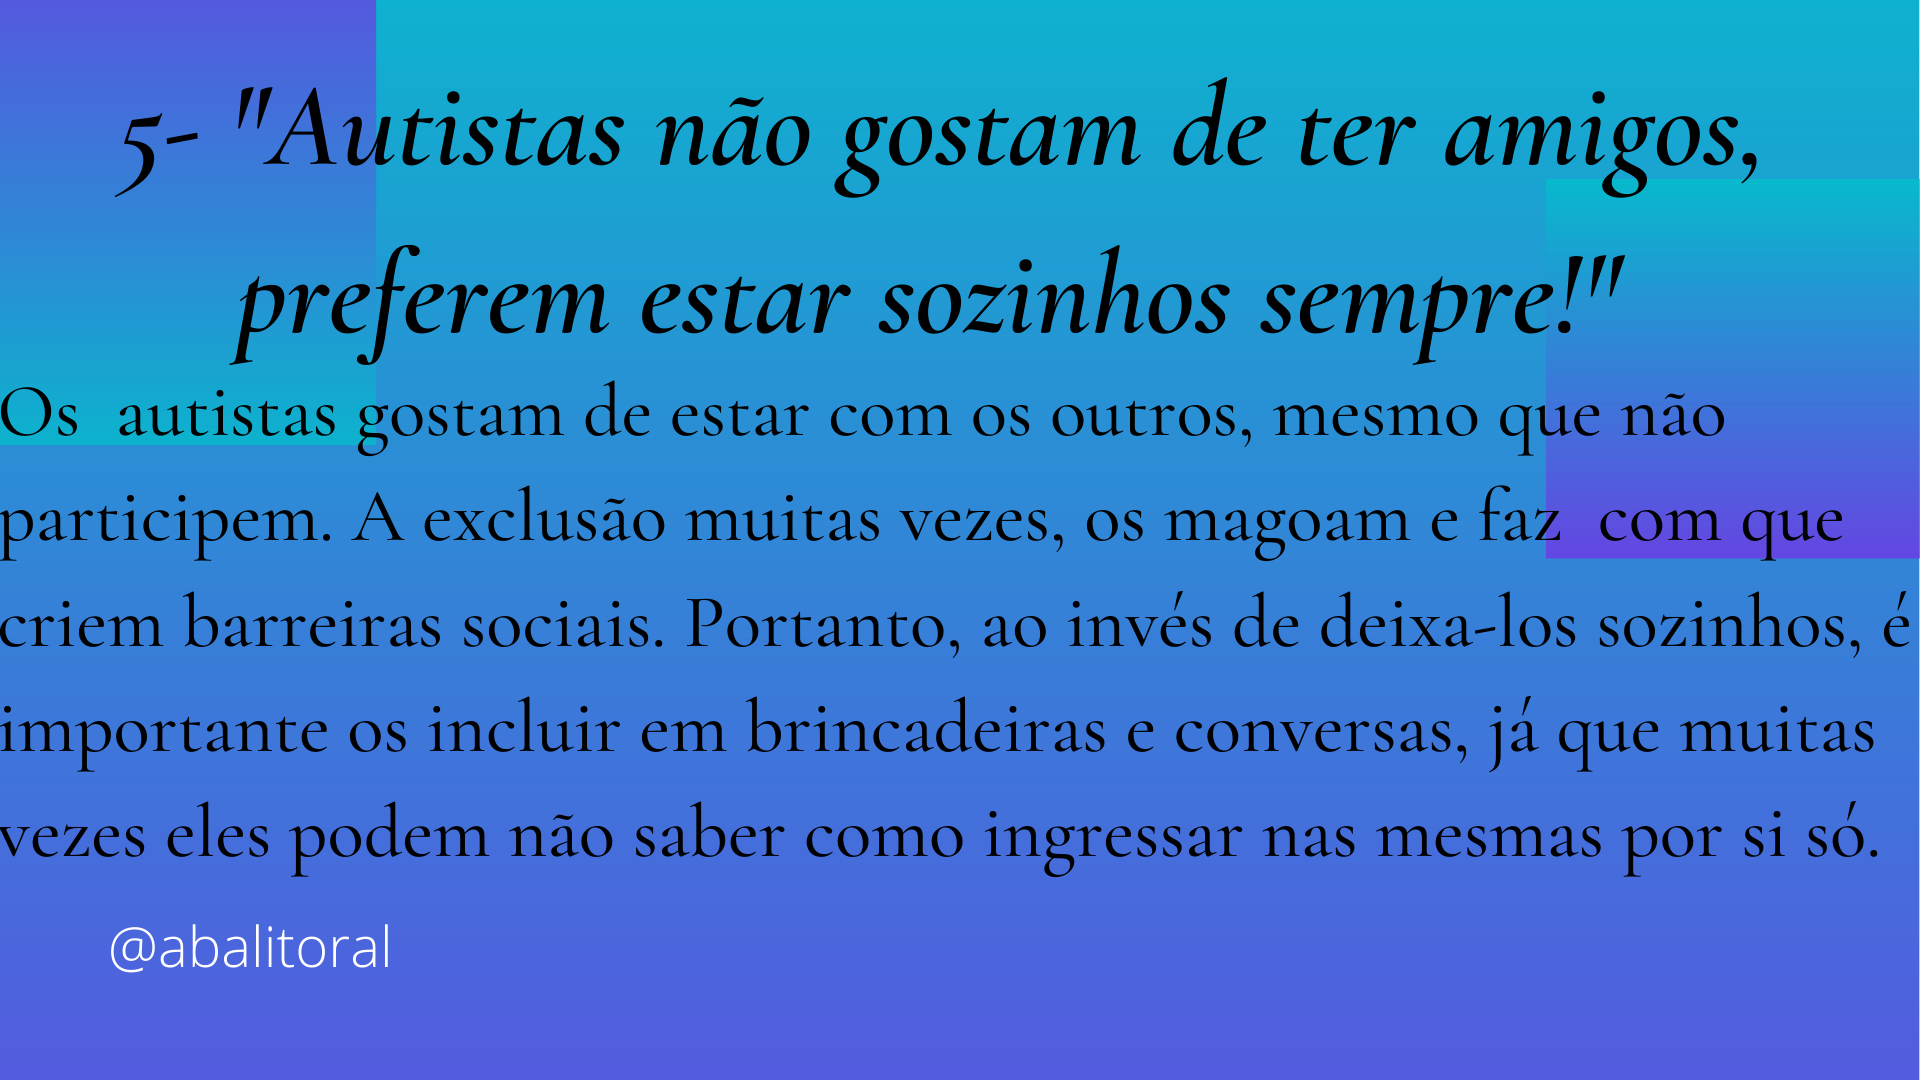 5- "Autistas não gostam de ter amigos,
preferem estar sozinhos sempre!"
Os  autistas gostam de estar com os outros, mesmo que não
participem. A exclusão muitas vezes, os magoam e faz  com que
criem barreiras sociais. Portanto, ao invés de deixa-los sozinhos, é
importante os incluir em brincadeiras e conversas, já que muitas
vezes eles podem não saber como ingressar nas mesmas por si só.
@abalitoral